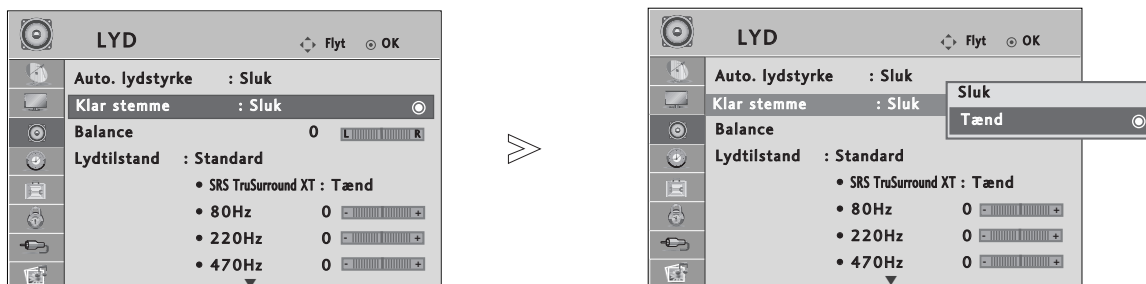 LYD Flyt OK
Auto. lydstyrke : Sluk
Klar stemme : Sluk
Balance 0 L R
Lydtilstand : Standard
• SRS TruSurround XT : Tænd
• 80Hz 0 - +
• 220Hz 0 - +
• 470Hz 0 - +
LYD Flyt OK
Auto. lydstyrke : Sluk
Klar stemme : Sluk
Sluk
Tænd
Balance
Lydtilstand : Standard
• SRS TruSurround XT : Tænd
• 80Hz 0 - +
• 220Hz 0 - +
• 470Hz 0 - +